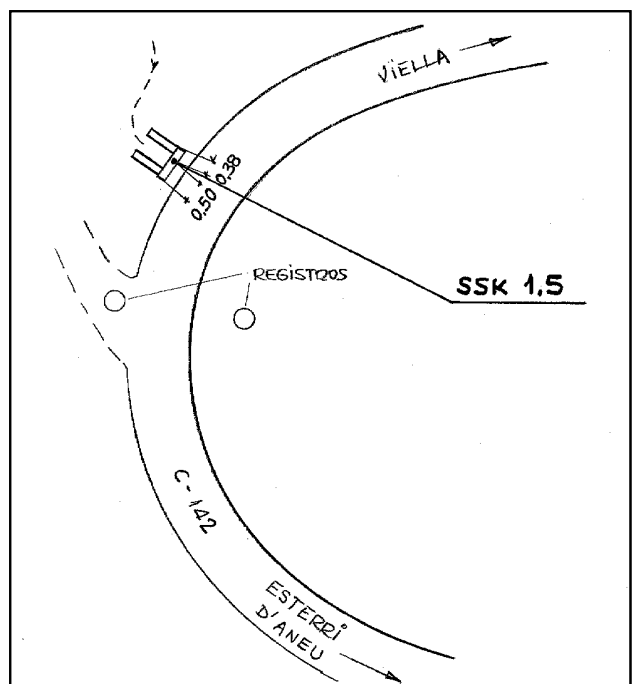 VIELLA
0.38
0.50
REGISTROS
SSK 1.5
C-142
ESTERRI
D'ANEU